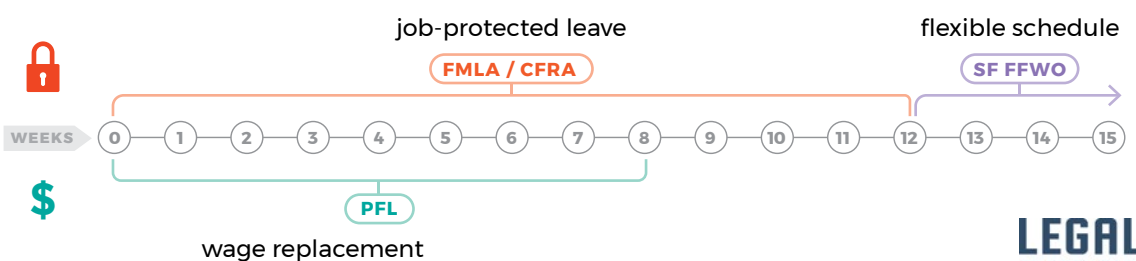 job-protected leave
flexible schedule
FMLA / CFRA
SF FFWO
WEEKS 0 1 2 3 4 5 6 7 8 9 10 11 12 13 14 15
$
PFL
wage replacement
LEGAL